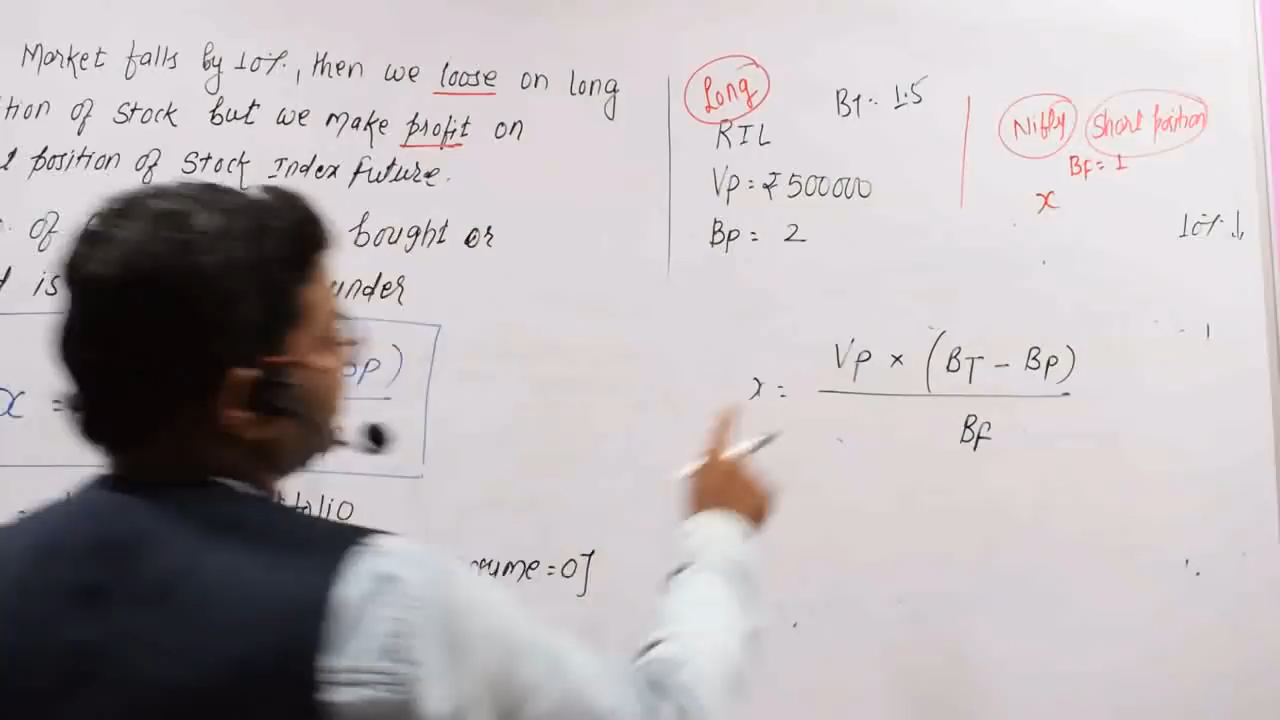 Market falls by 10%, then we loose on long
tion of stock but we make profit on
position of Stock Index future.
of bought or
is under
x = BP)
talio
ume = 0]
Long
RIL
VP = ₹ 500000
BP = 2
BT = 1.5
Nifty Short position
BF = 1
x
10% ↓
x = VP × (BT - BP)
BF